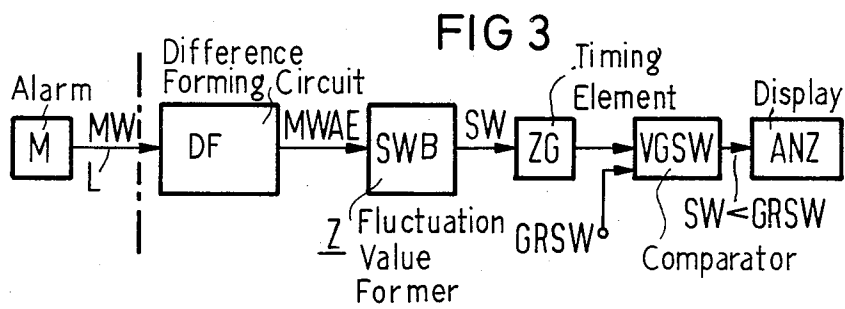 FIG 3
Alarm
M
MW
L
Difference
Forming Circuit
DF
MWAE
SWB
Z Fluctuation
Value
Former
SW
Timing
Element
ZG
GRSW
VGSW
Comparator
SW<GRSW
Display
ANZ